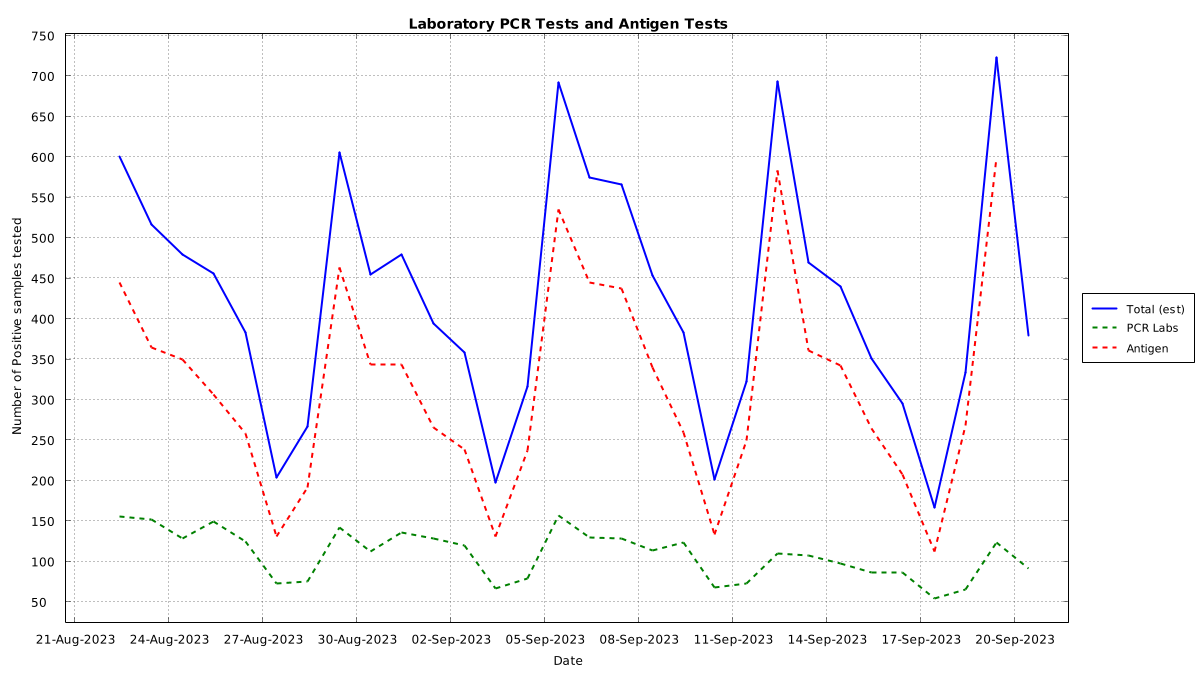 Laboratory PCR Tests and Antigen Tests
750
700
650
600
550
500
450
400
350
300
250
200
150
100
50
Number of Positive samples tested
21-Aug-2023 24-Aug-2023 27-Aug-2023 30-Aug-2023 02-Sep-2023 05-Sep-2023 08-Sep-2023 11-Sep-2023 14-Sep-2023 17-Sep-2023 20-Sep-2023
Date
Total (est)
PCR Labs
Antigen